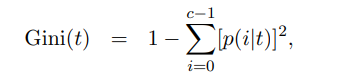 Gini(t) = 1 − ∑_{i=0}^{c−1} [p(i|t)]²,